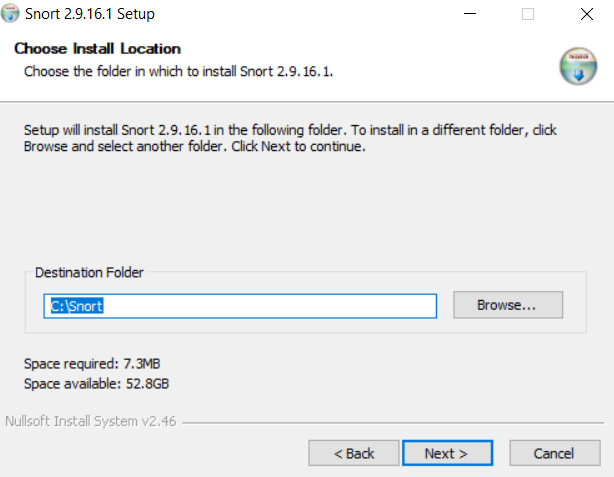 Snort 2.9.16.1 Setup
Choose Install Location
Choose the folder in which to install Snort 2.9.16.1.
Setup will install Snort 2.9.16.1 in the following folder. To install in a different folder, click
Browse and select another folder. Click Next to continue.
Destination Folder
C:\Snort
Browse...
Space required: 7.3MB
Space available: 52.8GB
Nullsoft Install System v2.46
< Back
Next >
Cancel